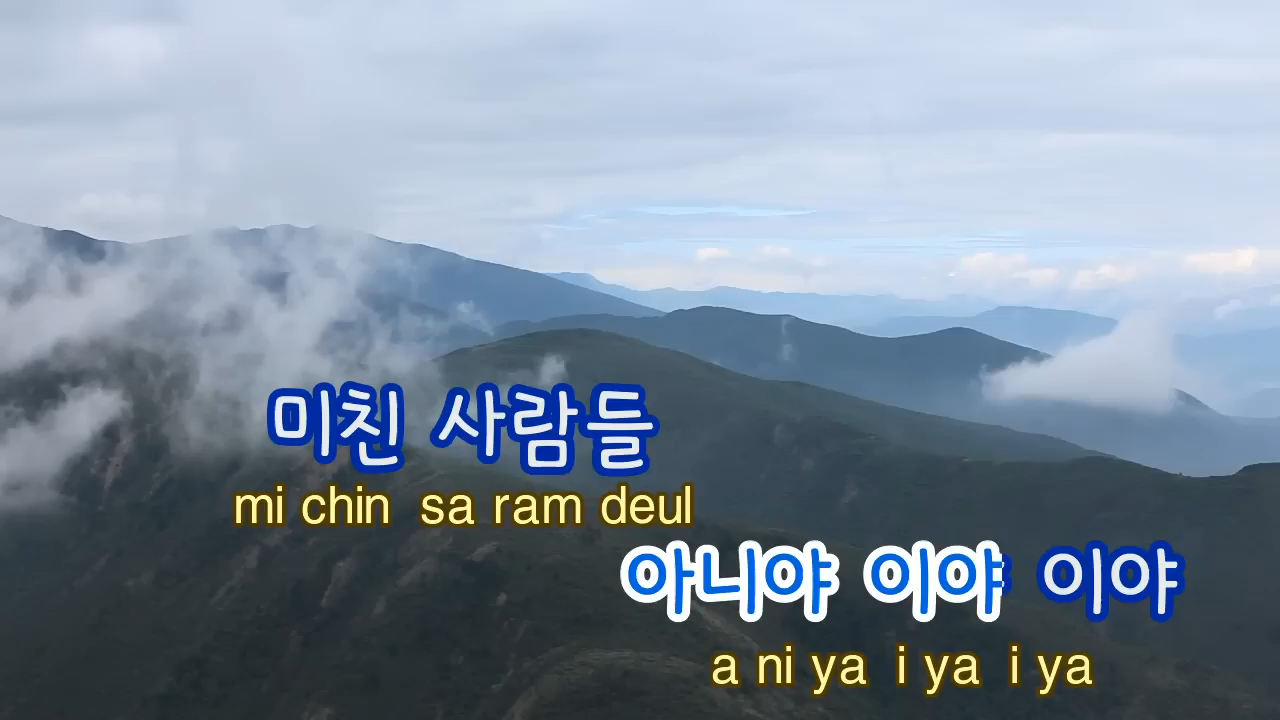 미친 사람들
mi chin sa ram deul
아니야 이야 이야
a ni ya i ya i ya